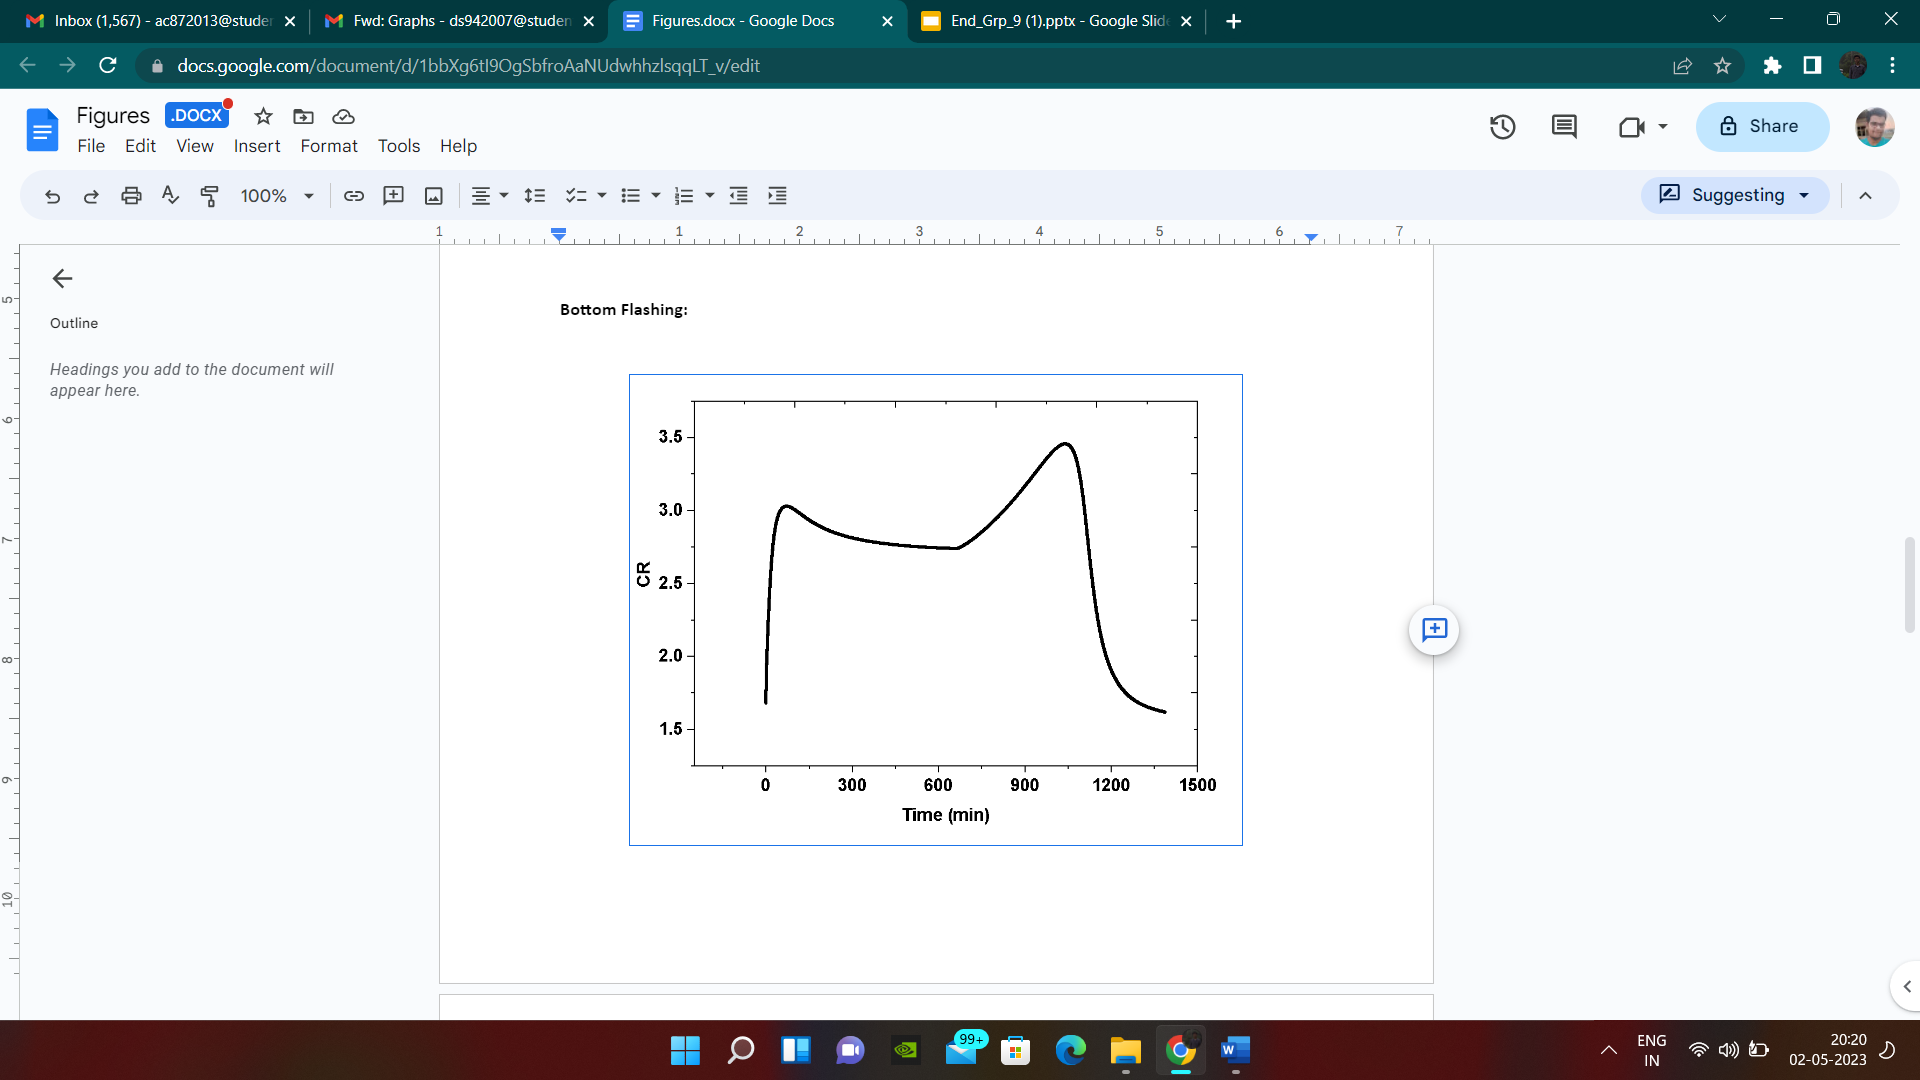 Inbox (1,567) - ac872013@studen
Fwd: Graphs - ds942007@studen
Figures.docx - Google Docs
End_Grp_9 (1).pptx - Google Slide
docs.google.com/document/d/1bbXg6tI9OgSbfroAaNUdwhhzlsqqLT_v/edit
Figures .DOCX
File Edit View Insert Format Tools Help
Share
100%
Suggesting
1 1 2 3 4 5 6 7
Outline
Headings you add to the document will
appear here.
5
6
7
8
9
10
Bottom Flashing:
3.5
3.0
2.5
2.0
1.5
CR
0 300 600 900 1200 1500
Time (min)
99+
ENG
IN
20:20
02-05-2023